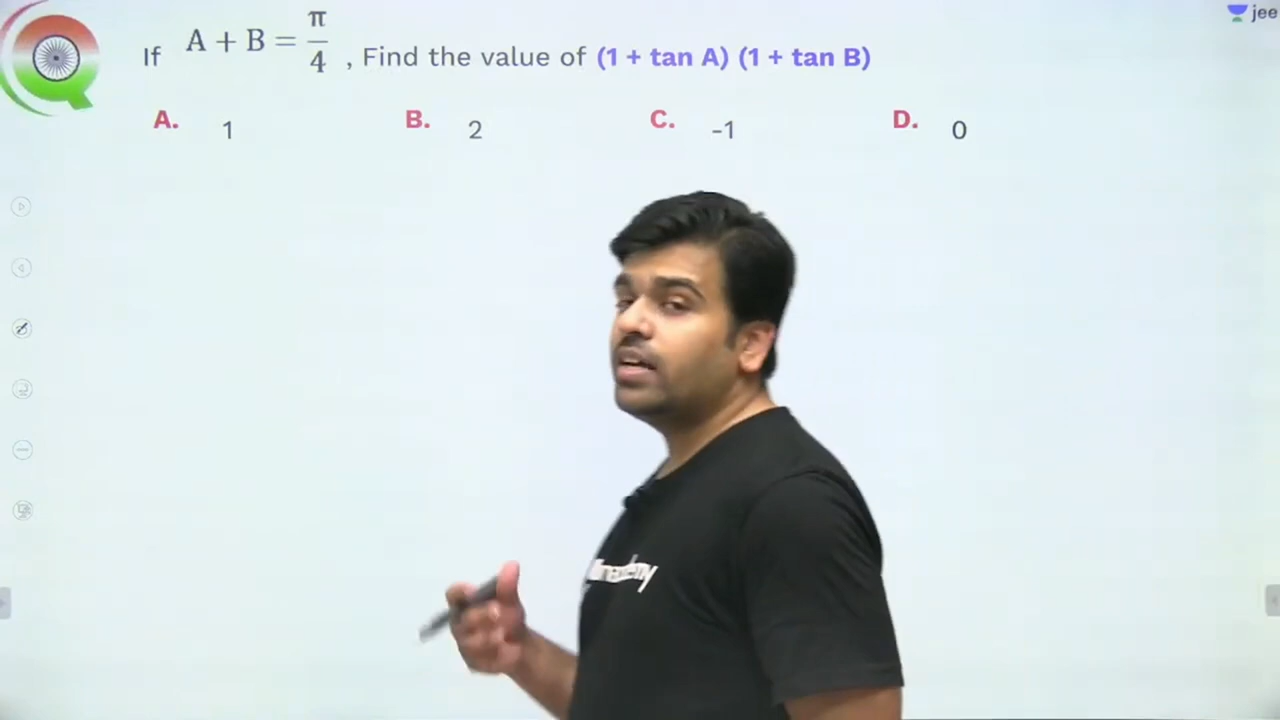 jee
If A + B = π/4 , Find the value of (1 + tan A) (1 + tan B)
A. 1 B. 2 C. -1 D. 0